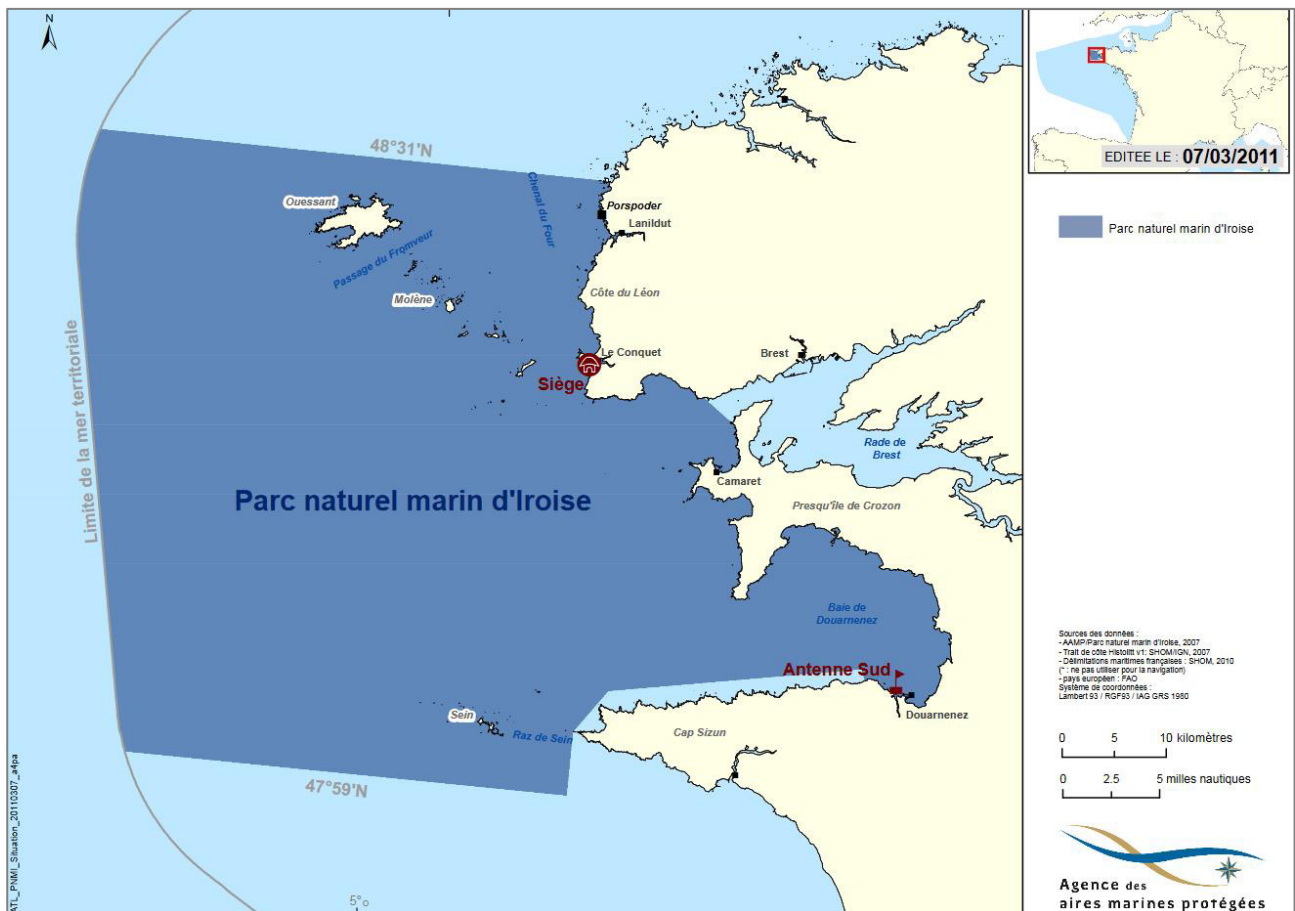 N
48°31'N
Ouessant
Chenal du Four
Porspoder
Lanildut
Passage du Fromveur
Molène
Côte du Léon
Le Conquet
Brest
Siège
Limite de la mer territoriale
Rade de
Brest
Camaret
Parc naturel marin d'Iroise
Presqu'île de Crozon
Baie de
Douarnenez
Antenne Sud
Douarnenez
Sein
Raz de Sein
Cap Sizun
47°59'N
5°
ATL_PNMI_Situation_20110307_a4pa
EDITEE LE : 07/03/2011
Parc naturel marin d'Iroise
Sources des données :
- AAMP/Parc naturel marin d'Iroise, 2007
- Trait de côte Histolitt v1: SHOM/IGN, 2007
- Délimitations maritimes françaises : SHOM, 2010
(* : ne pas utiliser pour la navigation)
- pays européen : FAO
Système de coordonnées :
Lambert 93 / RGF93 / IAG GRS 1980
0 5 10 kilomètres
0 2.5 5 milles nautiques
Agence des
aires marines protégées